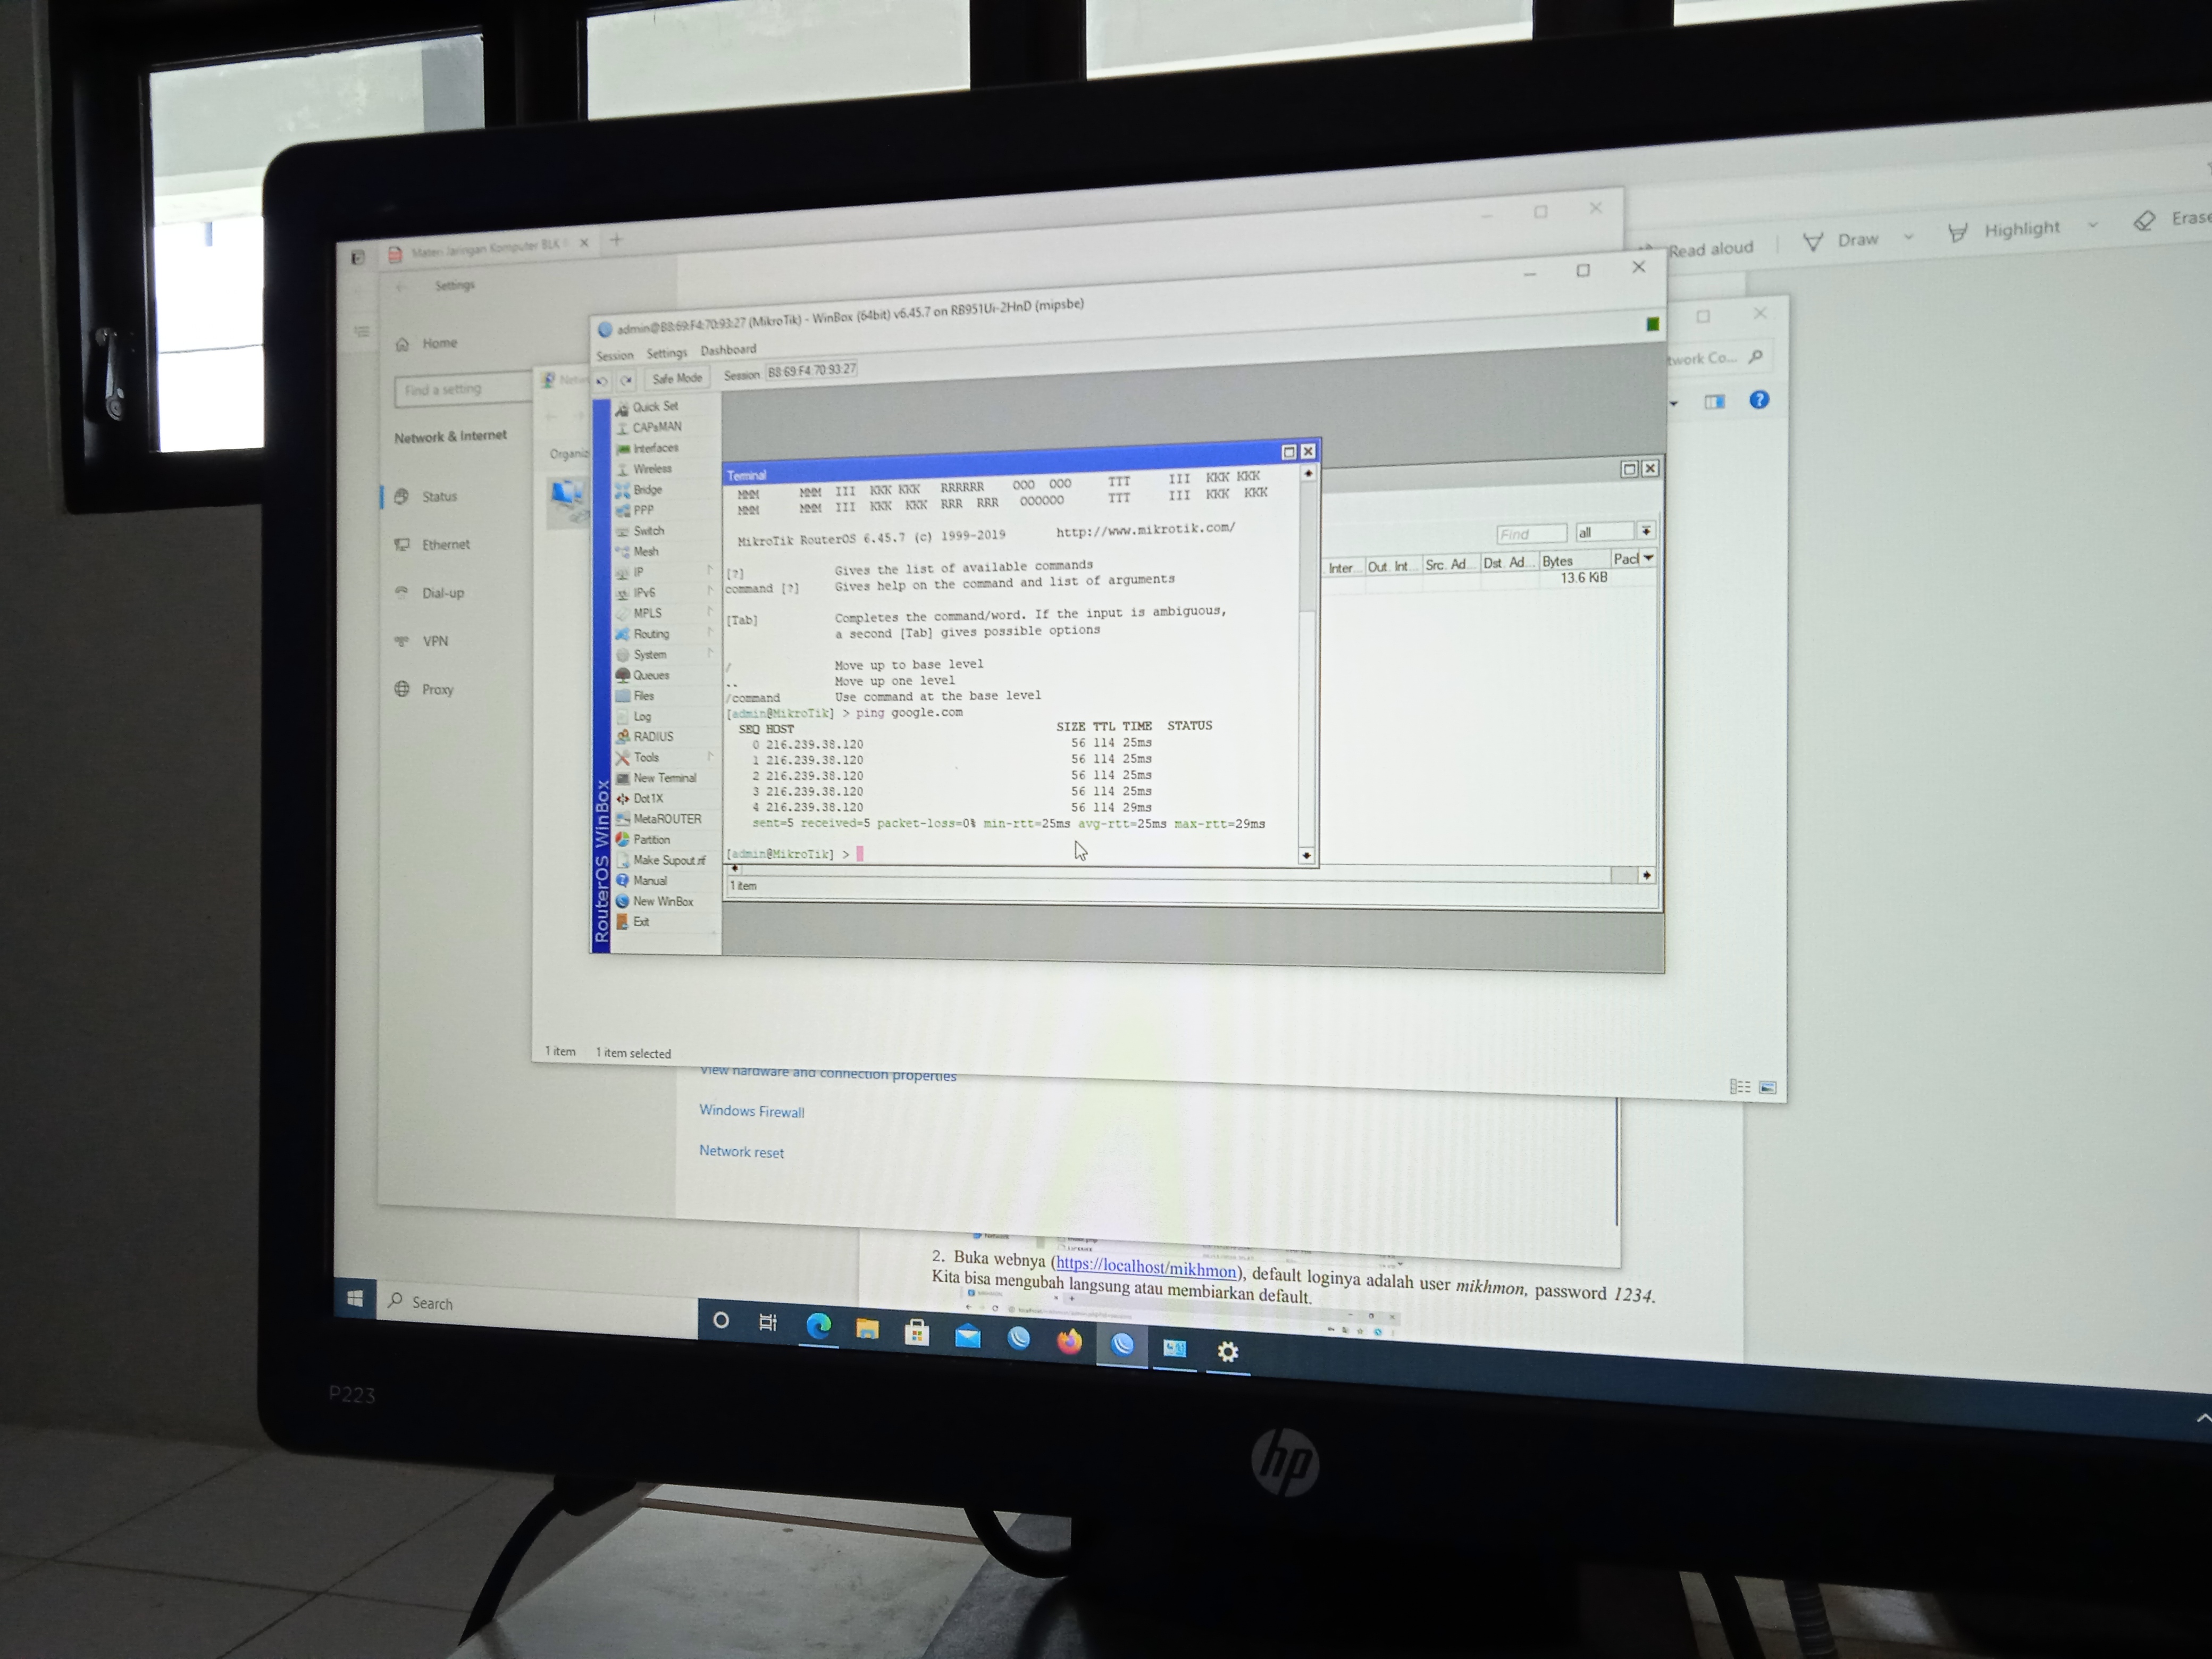 Materi Jaringan Komputer BLK
Read aloud
Draw
Highlight
Settings
Home
Find a setting
Network & Internet
Status
Ethernet
Dial-up
VPN
Proxy
Organiz
twork Co...
admin@B8:69:F4:70:93:27 (MikroTik) - WinBox (64bit) v6.45.7 on RB951Ui-2HnD (mipsbe)
Session Settings Dashboard
Safe Mode Session B8:69:F4:70:93:27
Quick Set
CAPsMAN
Interfaces
Wireless
Bridge
PPP
Switch
Mesh
IP
IPv6
MPLS
Routing
System
Queues
Files
Log
RADIUS
Tools
New Terminal
Dot1X
MetaROUTER
Partition
Make Supout.rif
Manual
New WinBox
Exit
RouterOS WinBox
Terminal
MMM MMM III KKK KKK RRRRRR OOO OOO TTT III KKK KKK
MMM MMM III KKK KKK RRR RRR OOOOOO TTT III KKK KKK
MikroTik RouterOS 6.45.7 (c) 1999-2019 http://www.mikrotik.com/
[?] Gives the list of available commands
command [?] Gives help on the command and list of arguments
[Tab] Completes the command/word. If the input is ambiguous,
a second [Tab] gives possible options
/ Move up to base level
.. Move up one level
/command Use command at the base level
[admin@MikroTik] > ping google.com
SEQ HOST SIZE TTL TIME STATUS
0 216.239.38.120 56 114 25ms
1 216.239.38.120 56 114 25ms
2 216.239.38.120 56 114 25ms
3 216.239.38.120 56 114 25ms
4 216.239.38.120 56 114 29ms
sent=5 received=5 packet-loss=0% min-rtt=25ms avg-rtt=25ms max-rtt=29ms
[admin@MikroTik] >
Find all
Inter... Out. Int... Src. Ad... Dst. Ad... Bytes Pack
13.6 KiB
1 item
1 item 1 item selected
View hardware and connection properties
Windows Firewall
Network reset
2. Buka webnya (https://localhost/mikhmon), default loginya adalah user mikhmon, password 1234.
Kita bisa mengubah langsung atau membiarkan default.
Search
P223
hp